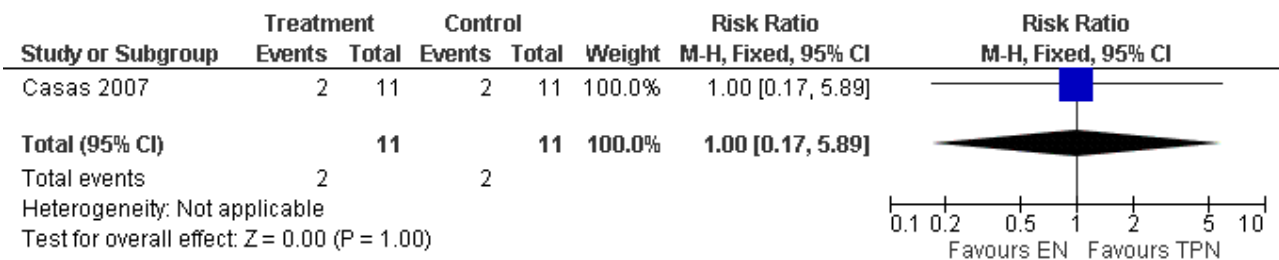 Treatment Control Risk Ratio Risk Ratio
Study or Subgroup Events Total Events Total Weight M-H, Fixed, 95% CI M-H, Fixed, 95% CI
Casas 2007 2 11 2 11 100.0% 1.00 [0.17, 5.89]
Total (95% CI) 11 11 100.0% 1.00 [0.17, 5.89]
Total events 2 2
Heterogeneity: Not applicable
Test for overall effect: Z = 0.00 (P = 1.00)
0.1 0.2 0.5 1 2 5 10
Favours EN Favours TPN